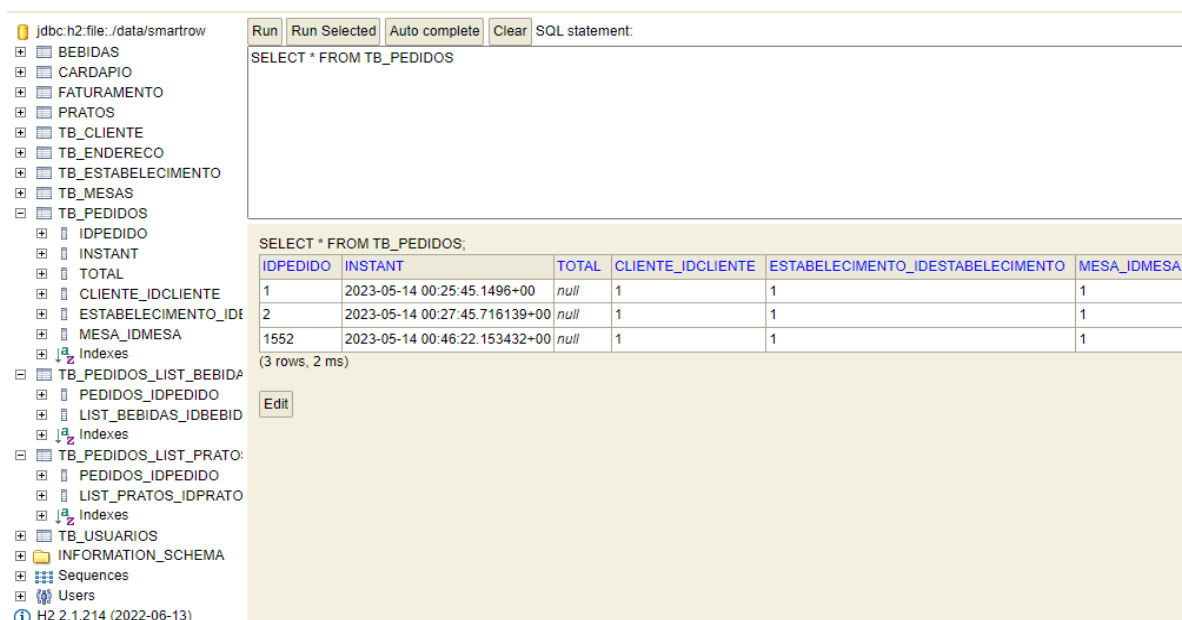 jdbc:h2:file:./data/smartrow
BEBIDAS
CARDAPIO
FATURAMENTO
PRATOS
TB_CLIENTE
TB_ENDERECO
TB_ESTABELECIMENTO
TB_MESAS
TB_PEDIDOS
IDPEDIDO
INSTANT
TOTAL
CLIENTE_IDCLIENTE
ESTABELECIMENTO_IDE
MESA_IDMESA
Indexes
TB_PEDIDOS_LIST_BEBIDA
PEDIDOS_IDPEDIDO
LIST_BEBIDAS_IDBEBID
Indexes
TB_PEDIDOS_LIST_PRATO
PEDIDOS_IDPEDIDO
LIST_PRATOS_IDPRATO
Indexes
TB_USUARIOS
INFORMATION_SCHEMA
Sequences
Users
H2 2.1.214 (2022-06-13)
Run Run Selected Auto complete Clear SQL statement:
SELECT * FROM TB_PEDIDOS
SELECT * FROM TB_PEDIDOS;
IDPEDIDO INSTANT TOTAL CLIENTE_IDCLIENTE ESTABELECIMENTO_IDESTABELECIMENTO MESA_IDMESA
1 2023-05-14 00:25:45.1496+00 null 1 1 1
2 2023-05-14 00:27:45.716139+00 null 1 1 1
1552 2023-05-14 00:46:22.153432+00 null 1 1 1
(3 rows, 2 ms)
Edit